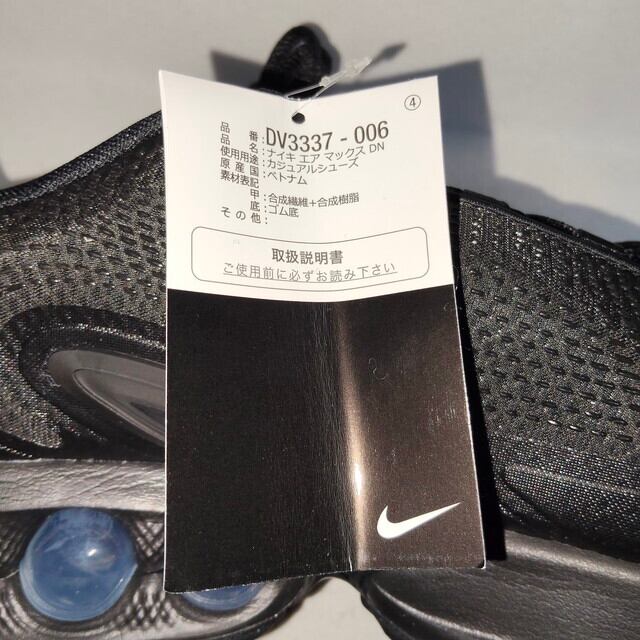 ④
品番:DV3337-006
品名:ナイキ エア マックス DN
使用用途:カジュアルシューズ
原産国:ベトナム
素材表記
甲:合成繊維+合成樹脂
底:ゴム底
その他:
取扱説明書
ご使用前に必ずお読み下さい